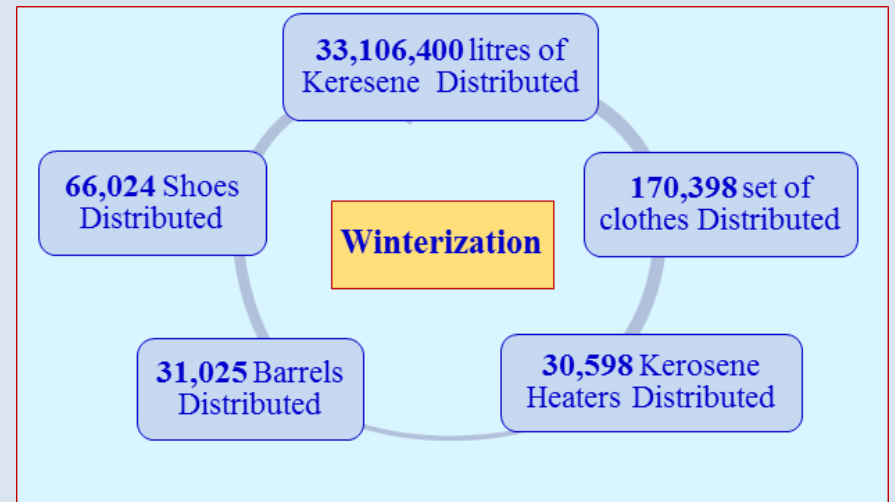 33,106,400 litres of
Keresene Distributed
66,024 Shoes
Distributed
170,398 set of
clothes Distributed
Winterization
31,025 Barrels
Distributed
30,598 Kerosene
Heaters Distributed